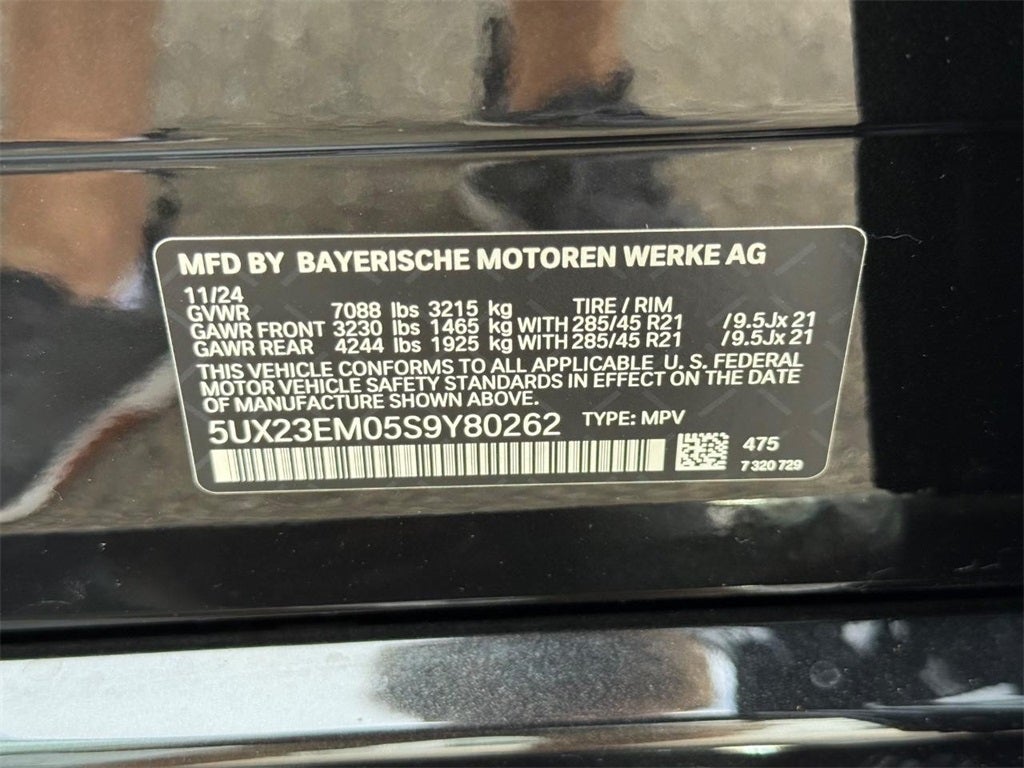 MFD BY BAYERISCHE MOTOREN WERKE AG
11/24
GVWR 7088 lbs 3215 kg TIRE / RIM
GAWR FRONT 3230 lbs 1465 kg WITH 285/45 R21 /9.5Jx21
GAWR REAR 4244 lbs 1925 kg WITH 285/45 R21 /9.5Jx21
THIS VEHICLE CONFORMS TO ALL APPLICABLE U. S. FEDERAL
MOTOR VEHICLE SAFETY STANDARDS IN EFFECT ON THE DATE
OF MANUFACTURE SHOWN ABOVE.
5UX23EM05S9Y80262 TYPE: MPV
475
7 320 729